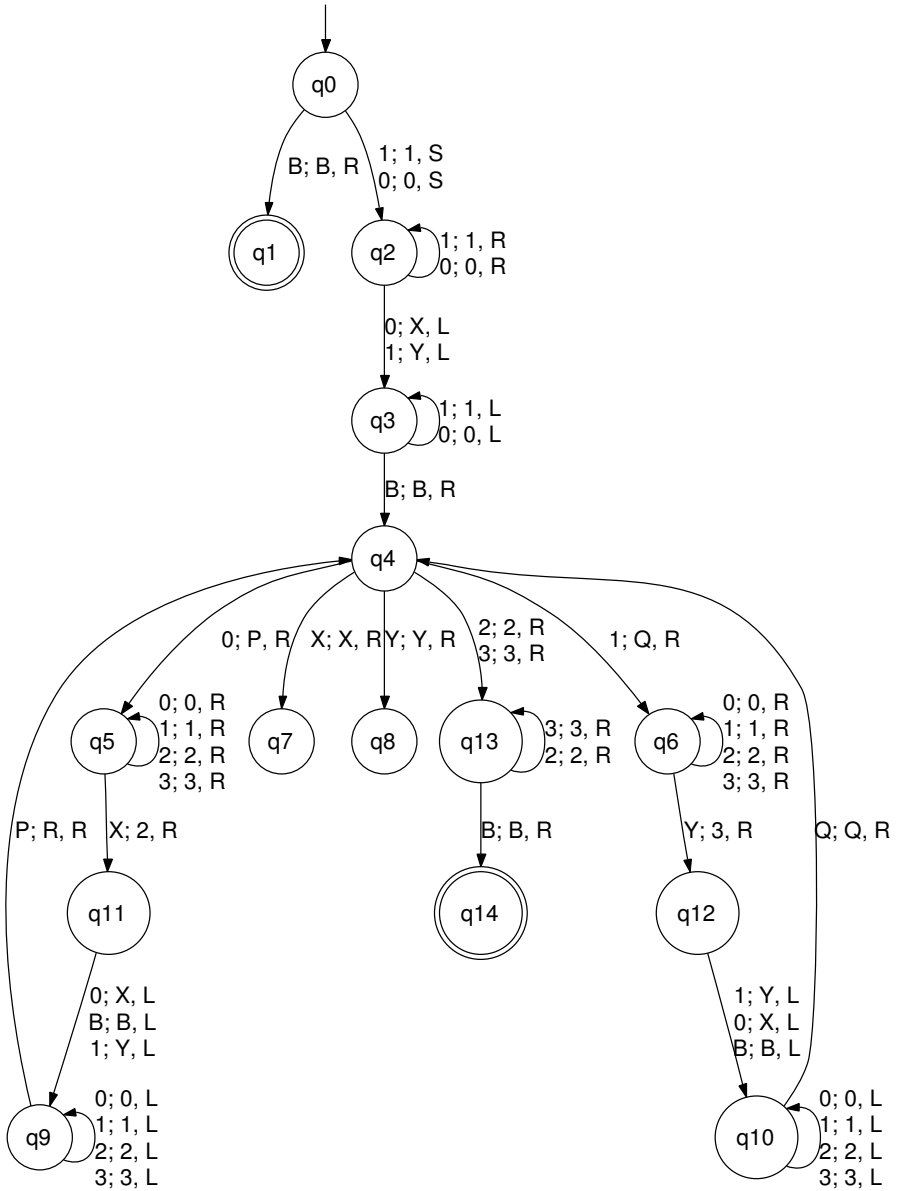 q0
B; B, R
1; 1, S
0; 0, S
q1
q2
1; 1, R
0; 0, R
0; X, L
1; Y, L
q3
1; 1, L
0; 0, L
B; B, R
q4
0; P, R
X; X, R
Y; Y, R
2; 2, R
3; 3, R
1; Q, R
q5
0; 0, R
1; 1, R
2; 2, R
3; 3, R
q7
q8
q13
3; 3, R
2; 2, R
q6
0; 0, R
1; 1, R
2; 2, R
3; 3, R
P; R, R
X; 2, R
B; B, R
Y; 3, R
Q; Q, R
q11
q14
q12
0; X, L
B; B, L
1; Y, L
1; Y, L
0; X, L
B; B, L
q9
0; 0, L
1; 1, L
2; 2, L
3; 3, L
q10
0; 0, L
1; 1, L
2; 2, L
3; 3, L